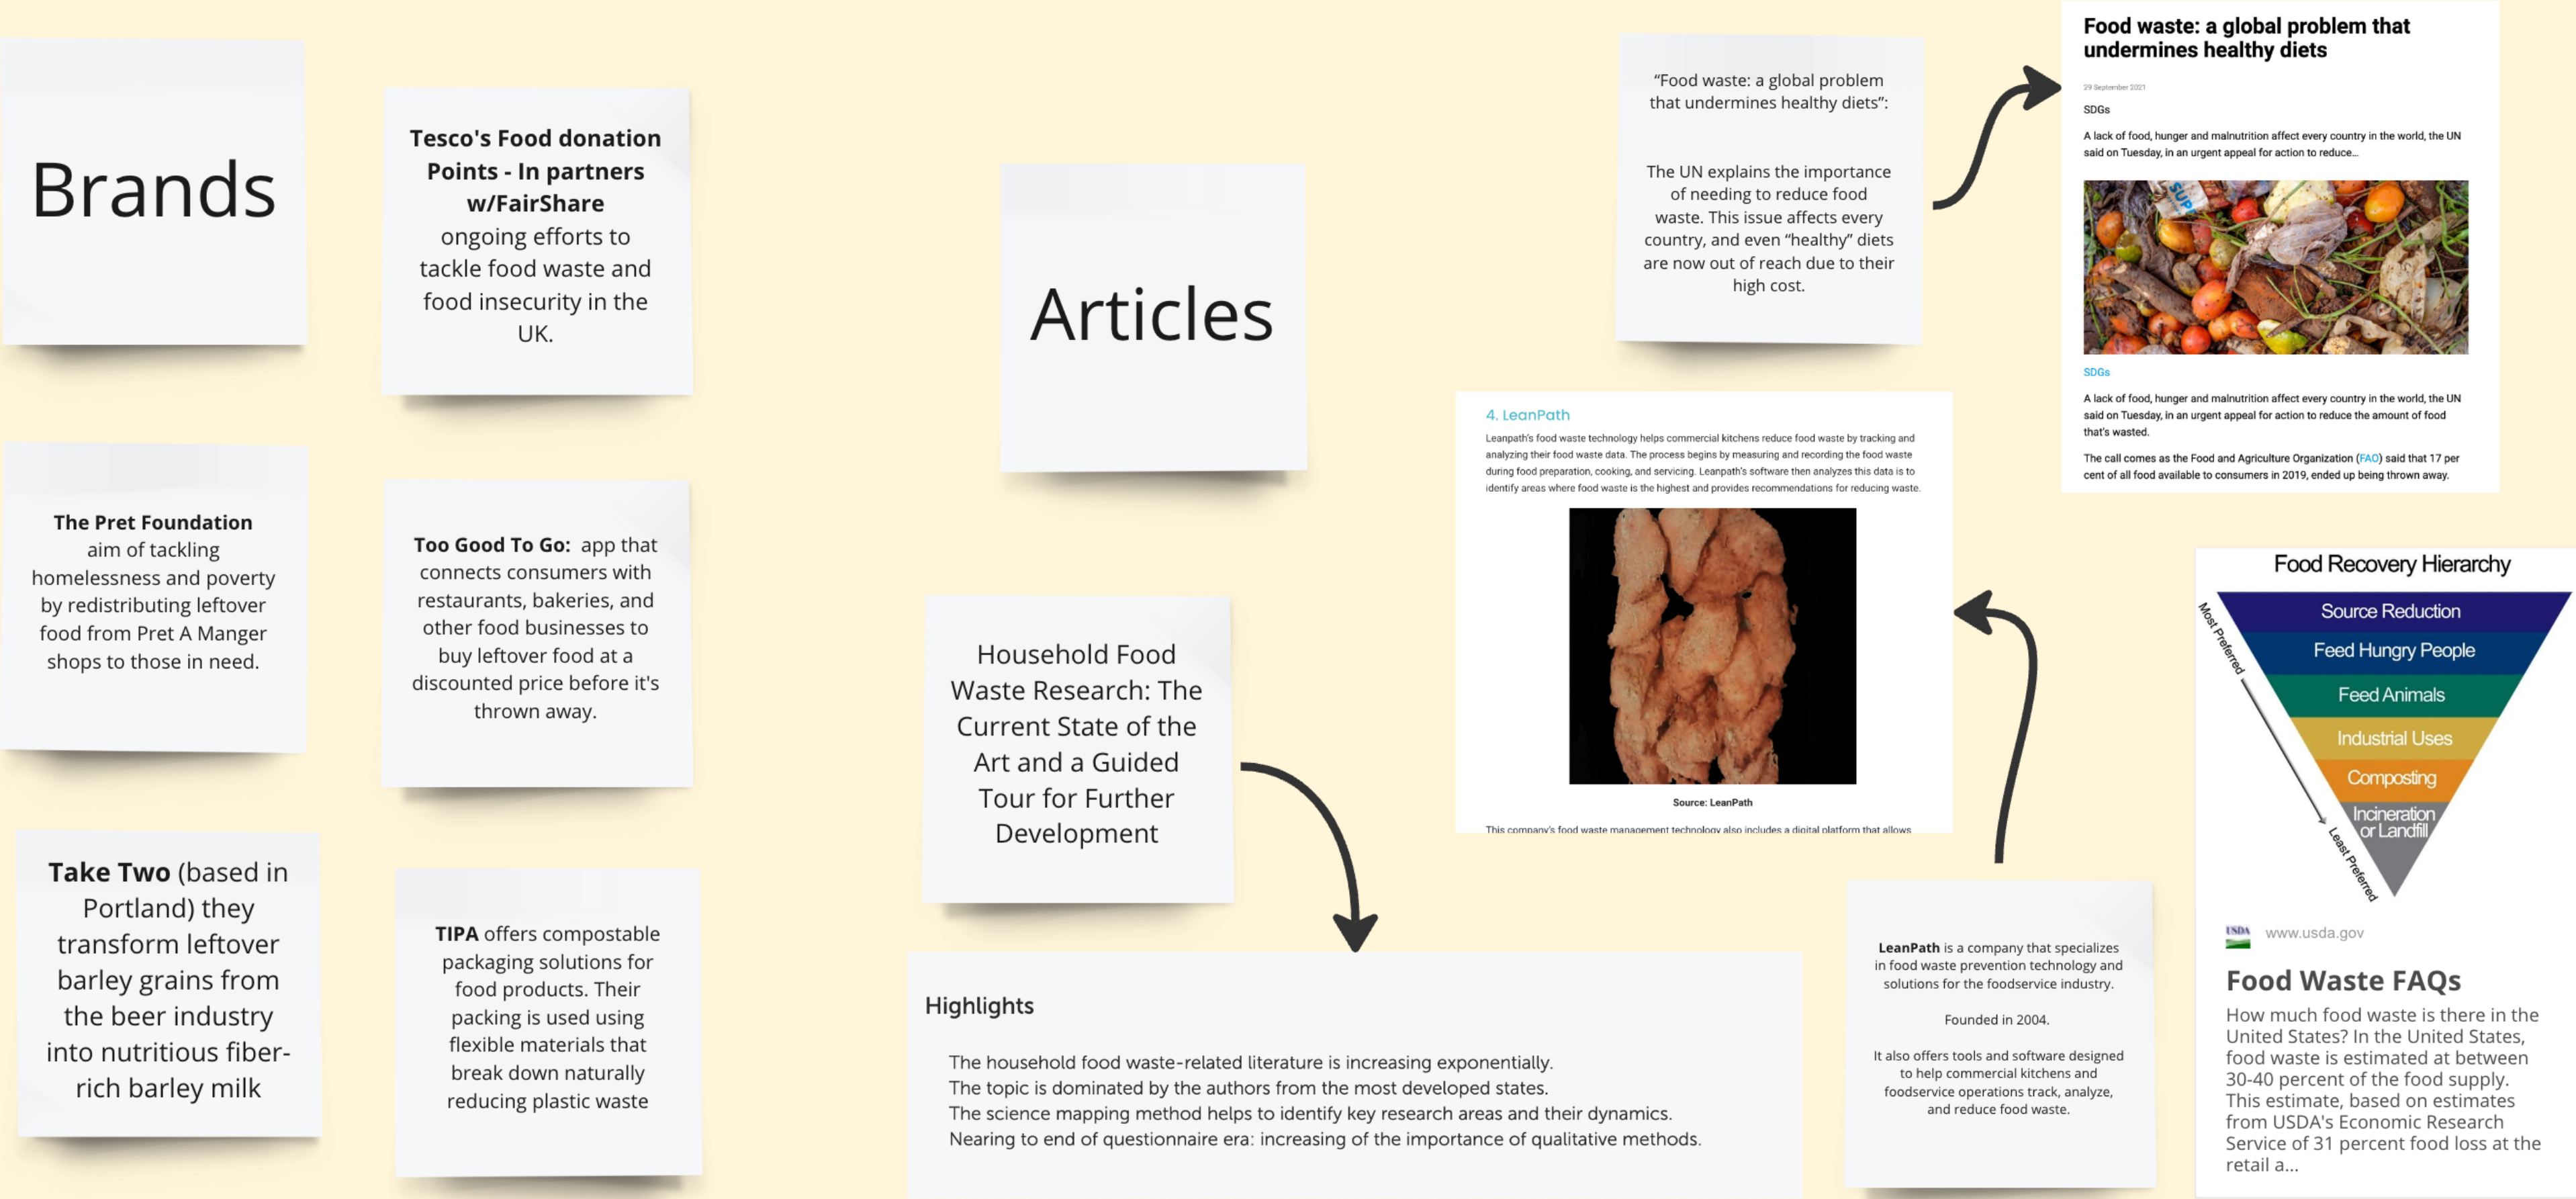 Brands
Tesco's Food donation
Points - In partners
w/FairShare
ongoing efforts to
tackle food waste and
food insecurity in the
UK.
The Pret Foundation
aim of tackling
homelessness and poverty
by redistributing leftover
food from Pret A Manger
shops to those in need.
Too Good To Go: app that
connects consumers with
restaurants, bakeries, and
other food businesses to
buy leftover food at a
discounted price before it's
thrown away.
Take Two (based in
Portland) they
transform leftover
barley grains from
the beer industry
into nutritious fiber-
rich barley milk
TIPA offers compostable
packaging solutions for
food products. Their
packing is used using
flexible materials that
break down naturally
reducing plastic waste
Articles
“Food waste: a global problem
that undermines healthy diets”:
The UN explains the importance
of needing to reduce food
waste. This issue affects every
country, and even “healthy” diets
are now out of reach due to their
high cost.
Food waste: a global problem that
undermines healthy diets
29 September 2021
SDGs
A lack of food, hunger and malnutrition affect every country in the world, the UN
said on Tuesday, in an urgent appeal for action to reduce...
SUPP
SDGs
A lack of food, hunger and malnutrition affect every country in the world, the UN
said on Tuesday, in an urgent appeal for action to reduce the amount of food
that's wasted.
The call comes as the Food and Agriculture Organization (FAO) said that 17 per
cent of all food available to consumers in 2019, ended up being thrown away.
4. LeanPath
Leanpath's food waste technology helps commercial kitchens reduce food waste by tracking and
analyzing their food waste data. The process begins by measuring and recording the food waste
during food preparation, cooking, and servicing. Leanpath's software then analyzes this data is to
identify areas where food waste is the highest and provides recommendations for reducing waste.
Source: LeanPath
This company's food waste management technology also includes a digital platform that allows
Household Food
Waste Research: The
Current State of the
Art and a Guided
Tour for Further
Development
Highlights
The household food waste-related literature is increasing exponentially.
The topic is dominated by the authors from the most developed states.
The science mapping method helps to identify key research areas and their dynamics.
Nearing to end of questionnaire era: increasing of the importance of qualitative methods.
LeanPath is a company that specializes
in food waste prevention technology and
solutions for the foodservice industry.
Founded in 2004.
It also offers tools and software designed
to help commercial kitchens and
foodservice operations track, analyze,
and reduce food waste.
Food Recovery Hierarchy
Most Preferred
Source Reduction
Feed Hungry People
Feed Animals
Industrial Uses
Composting
Incineration
or Landfill
Least Preferred
USDA
www.usda.gov
Food Waste FAQs
How much food waste is there in the
United States? In the United States,
food waste is estimated at between
30-40 percent of the food supply.
This estimate, based on estimates
from USDA's Economic Research
Service of 31 percent food loss at the
retail a...